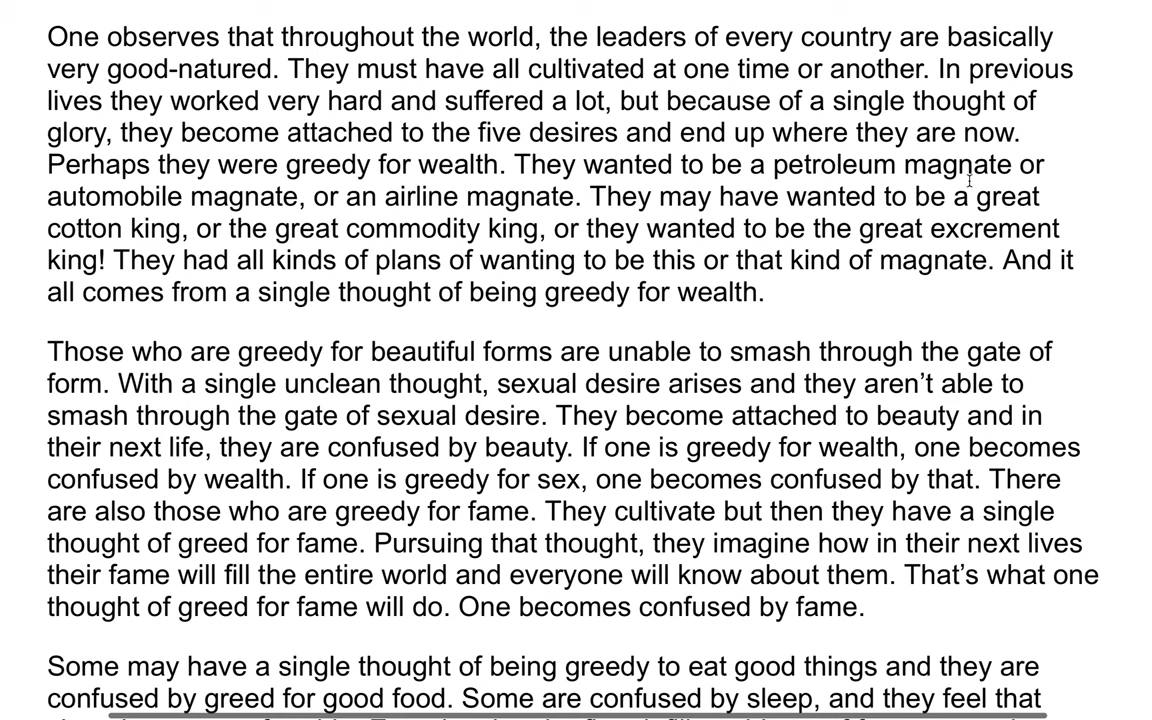 One observes that throughout the world, the leaders of every country are basically
very good-natured. They must have all cultivated at one time or another. In previous
lives they worked very hard and suffered a lot, but because of a single thought of
glory, they become attached to the five desires and end up where they are now.
Perhaps they were greedy for wealth. They wanted to be a petroleum magnate or
automobile magnate, or an airline magnate. They may have wanted to be a great
cotton king, or the great commodity king, or they wanted to be the great excrement
king! They had all kinds of plans of wanting to be this or that kind of magnate. And it
all comes from a single thought of being greedy for wealth.
Those who are greedy for beautiful forms are unable to smash through the gate of
form. With a single unclean thought, sexual desire arises and they aren’t able to
smash through the gate of sexual desire. They become attached to beauty and in
their next life, they are confused by beauty. If one is greedy for wealth, one becomes
confused by wealth. If one is greedy for sex, one becomes confused by that. There
are also those who are greedy for fame. They cultivate but then they have a single
thought of greed for fame. Pursuing that thought, they imagine how in their next lives
their fame will fill the entire world and everyone will know about them. That’s what one
thought of greed for fame will do. One becomes confused by fame.
Some may have a single thought of being greedy to eat good things and they are
confused by greed for good food. Some are confused by sleep, and they feel that